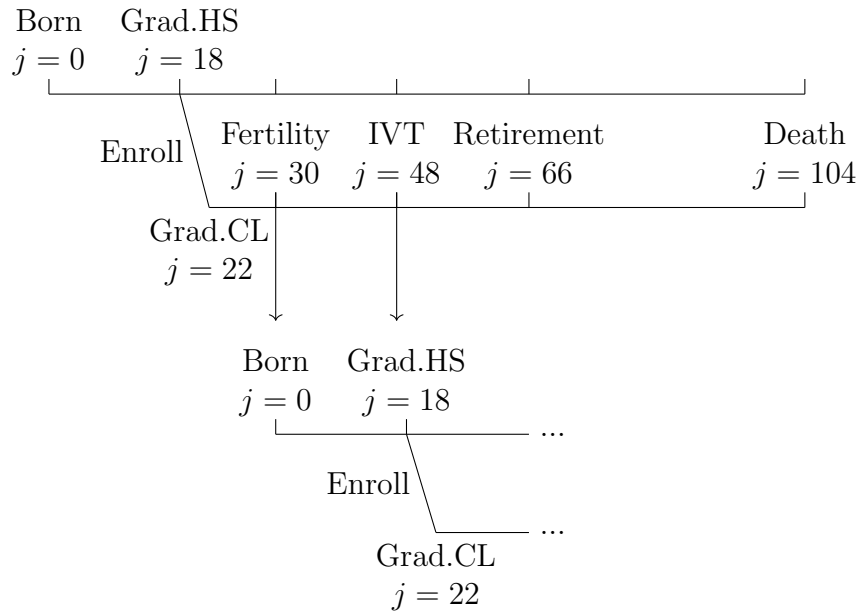 Born Grad.HS
j = 0 j = 18
Enroll
Fertility IVT Retirement Death
j = 30 j = 48 j = 66 j = 104
Grad.CL
j = 22
Born Grad.HS
j = 0 j = 18
...
Enroll
...
Grad.CL
j = 22